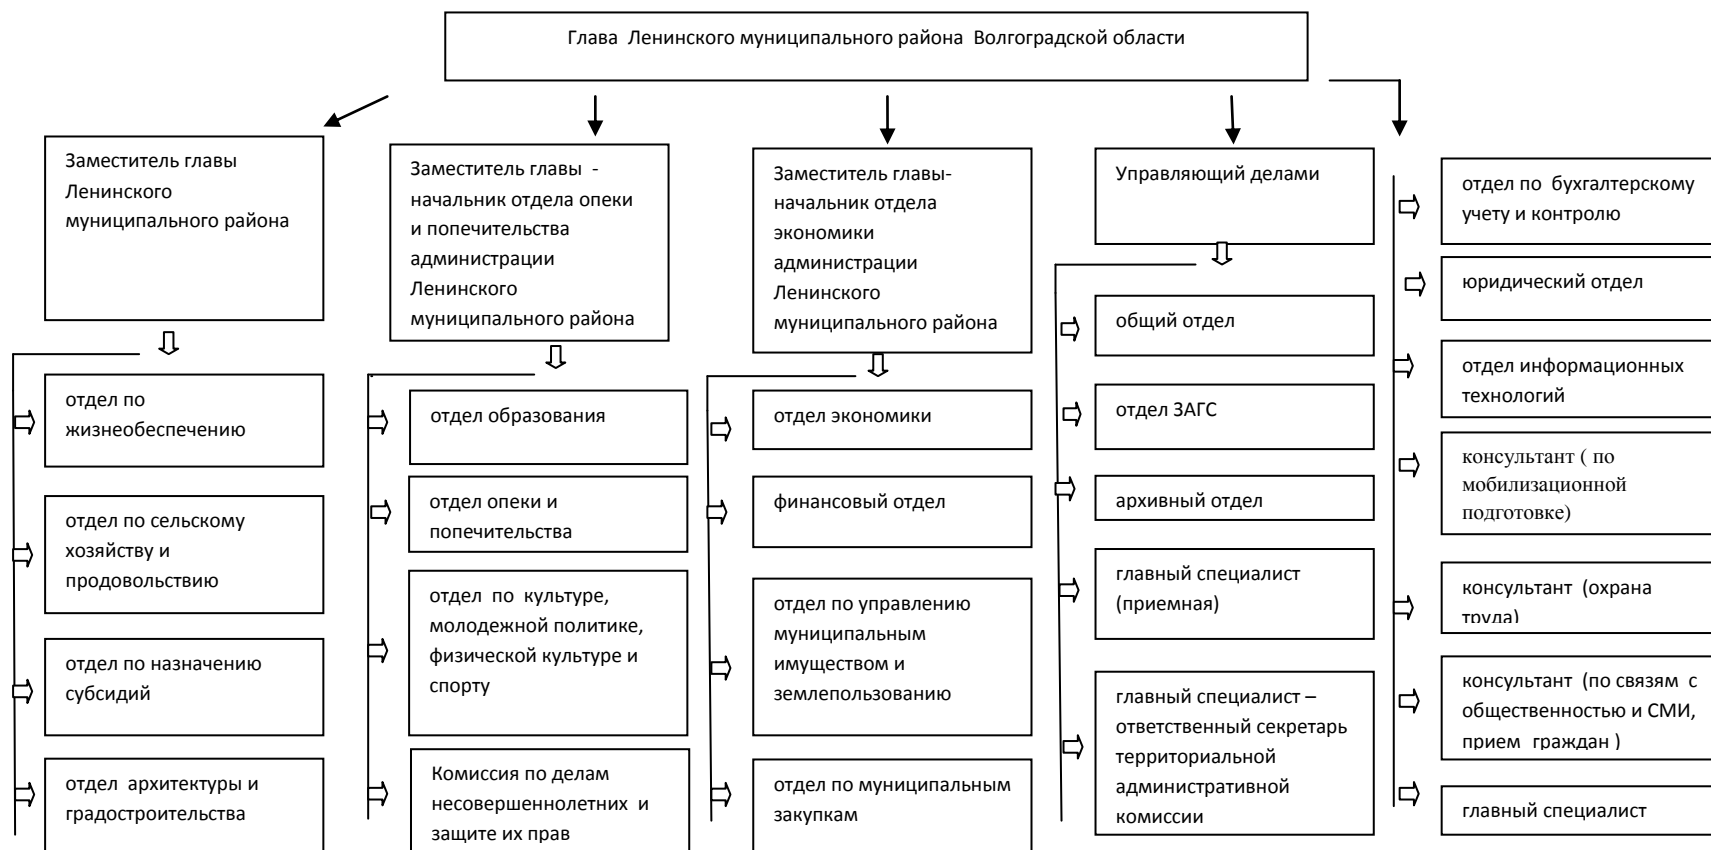 Глава Ленинского муниципального района Волгоградской области
Заместитель главы
Ленинского
муниципального района
отдел по
жизнеобеспечению
отдел по сельскому
хозяйству и
продовольствию
отдел по назначению
субсидий
отдел архитектуры и
градостроительства
Заместитель главы -
начальник отдела опеки
и попечительства
администрации
Ленинского
муниципального района
отдел образования
отдел опеки и
попечительства
отдел по культуре,
молодежной политике,
физической культуре и
спорту
Комиссия по делам
несовершеннолетних и
защите их прав
Заместитель главы-
начальник отдела
экономики
администрации
Ленинского
муниципального района
отдел экономики
финансовый отдел
отдел по управлению
муниципальным
имуществом и
землепользованию
отдел по муниципальным
закупкам
Управляющий делами
общий отдел
отдел ЗАГС
архивный отдел
главный специалист
(приемная)
главный специалист –
ответственный секретарь
территориальной
административной
комиссии
отдел по бухгалтерскому
учету и контролю
юридический отдел
отдел информационных
технологий
консультант ( по
мобилизационной
подготовке)
консультант (охрана
труда)
консультант (по связям с
общественностью и СМИ,
прием граждан )
главный специалист